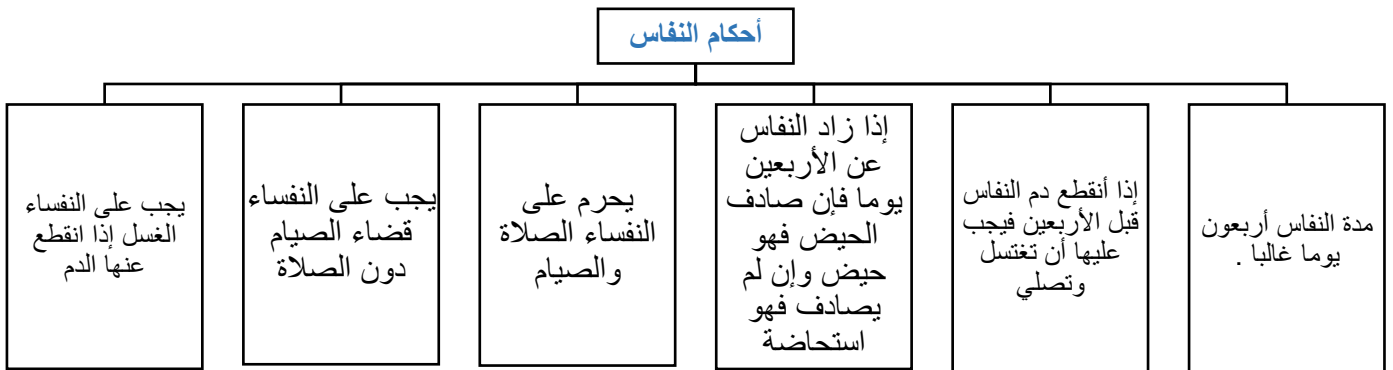 أحكام النفاس
مدة النفاس أربعون
يوما غالبا .
إذا أنقطع دم النفاس
قبل الأربعين فيجب
عليها أن تغتسل
وتصلي
إذا زاد النفاس
عن الأربعين
يوما فإن صادف
الحيض فهو
حيض وإن لم
يصادف فهو
استحاضة
يحرم على
النفساء الصلاة
والصيام
يجب على النفساء
قضاء الصيام
دون الصلاة
يجب على النفساء
الغسل إذا انقطع
عنها الدم